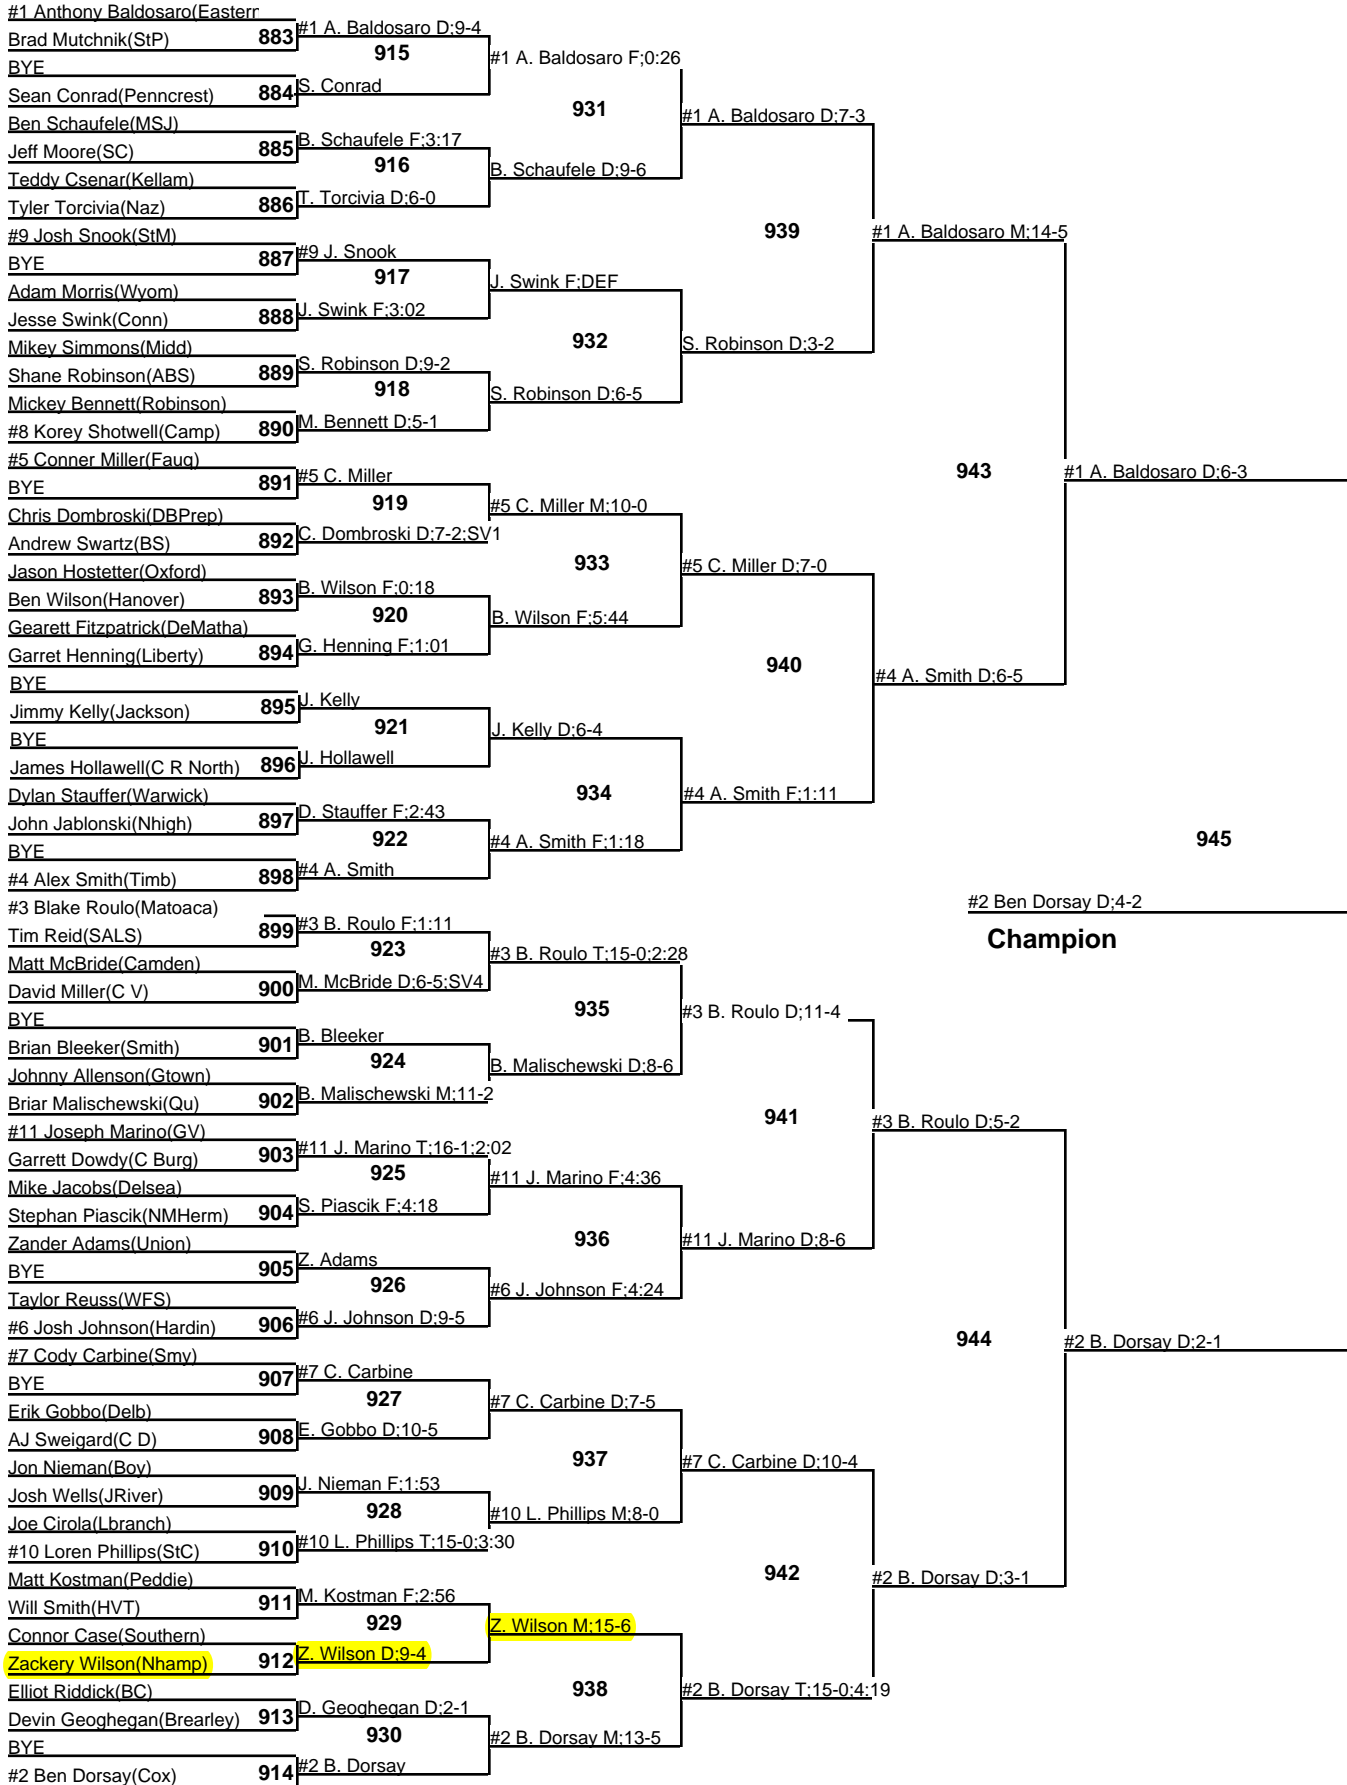 #1 Anthony Baldosaro(Eastern
Brad Mutchnik(StP)
883
BYE
Sean Conrad(Penncrest)
884
Ben Schaufele(MSJ)
Jeff Moore(SC)
885
Teddy Csenar(Kellam)
Tyler Torcivia(Naz)
886
#9 Josh Snook(StM)
BYE
887
Adam Morris(Wyom)
Jesse Swink(Conn)
888
Mikey Simmons(Midd)
Shane Robinson(ABS)
889
Mickey Bennett(Robinson)
#8 Korey Shotwell(Camp)
890
#5 Conner Miller(Fauq)
BYE
891
Chris Dombroski(DBPrep)
Andrew Swartz(BS)
892
Jason Hostetter(Oxford)
Ben Wilson(Hanover)
893
Gearett Fitzpatrick(DeMatha)
Garret Henning(Liberty)
894
BYE
Jimmy Kelly(Jackson)
895
BYE
James Hollawell(C R North)
896
Dylan Stauffer(Warwick)
John Jablonski(Nhigh)
897
BYE
#4 Alex Smith(Timb)
898
#3 Blake Roulo(Matoaca)
Tim Reid(SALS)
899
Matt McBride(Camden)
David Miller(C V)
900
BYE
Brian Bleeker(Smith)
901
Johnny Allenson(Gtown)
Briar Malischewski(Qu)
902
#11 Joseph Marino(GV)
Garrett Dowdy(C Burg)
903
Mike Jacobs(Delsea)
Stephan Piascik(NMHerm)
904
Zander Adams(Union)
BYE
905
Taylor Reuss(WFS)
#6 Josh Johnson(Hardin)
906
#7 Cody Carbine(Smy)
BYE
907
Erik Gobbo(Delb)
AJ Sweigard(C D)
908
Jon Nieman(Boy)
Josh Wells(JRiver)
909
Joe Cirola(Lbranch)
#10 Loren Phillips(StC)
910
Matt Kostman(Peddie)
Will Smith(HVT)
911
Connor Case(Southern)
Zackery Wilson(Nhamp)
912
Elliot Riddick(BC)
Devin Geoghegan(Brearley)
913
BYE
#2 Ben Dorsay(Cox)
914
#1 A. Baldosaro D;9-4
915
S. Conrad
B. Schaufele F;3:17
916
T. Torcivia D;6-0
#9 J. Snook
917
J. Swink F;3:02
S. Robinson D;9-2
918
M. Bennett D;5-1
#5 C. Miller
919
C. Dombroski D;7-2;SV1
B. Wilson F;0:18
920
G. Henning F;1:01
J. Kelly
921
J. Hollawell
D. Stauffer F;2:43
922
#4 A. Smith
#3 B. Roulo F;1:11
923
M. McBride D;6-5;SV4
B. Bleeker
924
B. Malischewski M;11-2
#11 J. Marino T;16-1;2:02
925
S. Piascik F;4:18
Z. Adams
926
#6 J. Johnson D;9-5
#7 C. Carbine
927
E. Gobbo D;10-5
J. Nieman F;1:53
928
#10 L. Phillips T;15-0;3:30
M. Kostman F;2:56
929
Z. Wilson D;9-4
D. Geoghegan D;2-1
930
#2 B. Dorsay
#1 A. Baldosaro F;0:26
931
B. Schaufele D;9-6
J. Swink F;DEF
932
S. Robinson D;6-5
#5 C. Miller M;10-0
933
B. Wilson F;5:44
J. Kelly D;6-4
934
#4 A. Smith F;1:18
#3 B. Roulo T;15-0;2:28
935
B. Malischewski D;8-6
#11 J. Marino F;4:36
936
#6 J. Johnson F;4:24
#7 C. Carbine D;7-5
937
#10 L. Phillips M;8-0
Z. Wilson M;15-6
938
#2 B. Dorsay M;13-5
#1 A. Baldosaro D;7-3
939
S. Robinson D;3-2
#5 C. Miller D;7-0
940
#4 A. Smith F;1:11
#3 B. Roulo D;11-4
941
#11 J. Marino D;8-6
#7 C. Carbine D;10-4
942
#2 B. Dorsay T;15-0;4:19
#1 A. Baldosaro M;14-5
943
#4 A. Smith D;6-5
#3 B. Roulo D;5-2
944
#2 B. Dorsay D;3-1
#1 A. Baldosaro D;6-3
945
#2 B. Dorsay D;2-1
#2 Ben Dorsay D;4-2
Champion